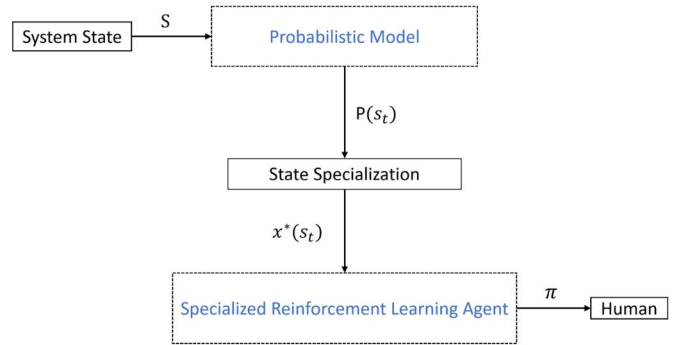 S
System State
Probabilistic Model
P(s_t)
State Specialization
x*(s_t)
Specialized Reinforcement Learning Agent
π
Human